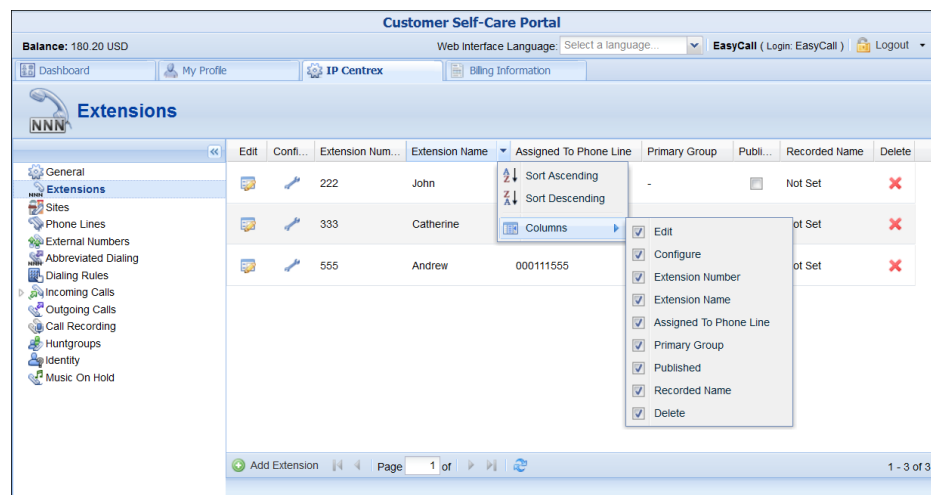 Customer Self-Care Portal
Balance: 180.20 USD Web Interface Language: Select a language... EasyCall ( Login: EasyCall ) Logout
Dashboard My Profile IP Centrex Billing Information
NNN Extensions
Edit Confi... Extension Num... Extension Name Assigned To Phone Line Primary Group Publi... Recorded Name Delete
General
Extensions
Sites
Phone Lines
External Numbers
Abbreviated Dialing
Dialing Rules
Incoming Calls
Outgoing Calls
Call Recording
Huntgroups
Identity
Music On Hold
222 John - Not Set
333 Catherine ot Set
555 Andrew 000111555 ot Set
Sort Ascending
Sort Descending
Columns
Edit
Configure
Extension Number
Extension Name
Assigned To Phone Line
Primary Group
Published
Recorded Name
Delete
Add Extension Page 1 of 1 - 3 of 3